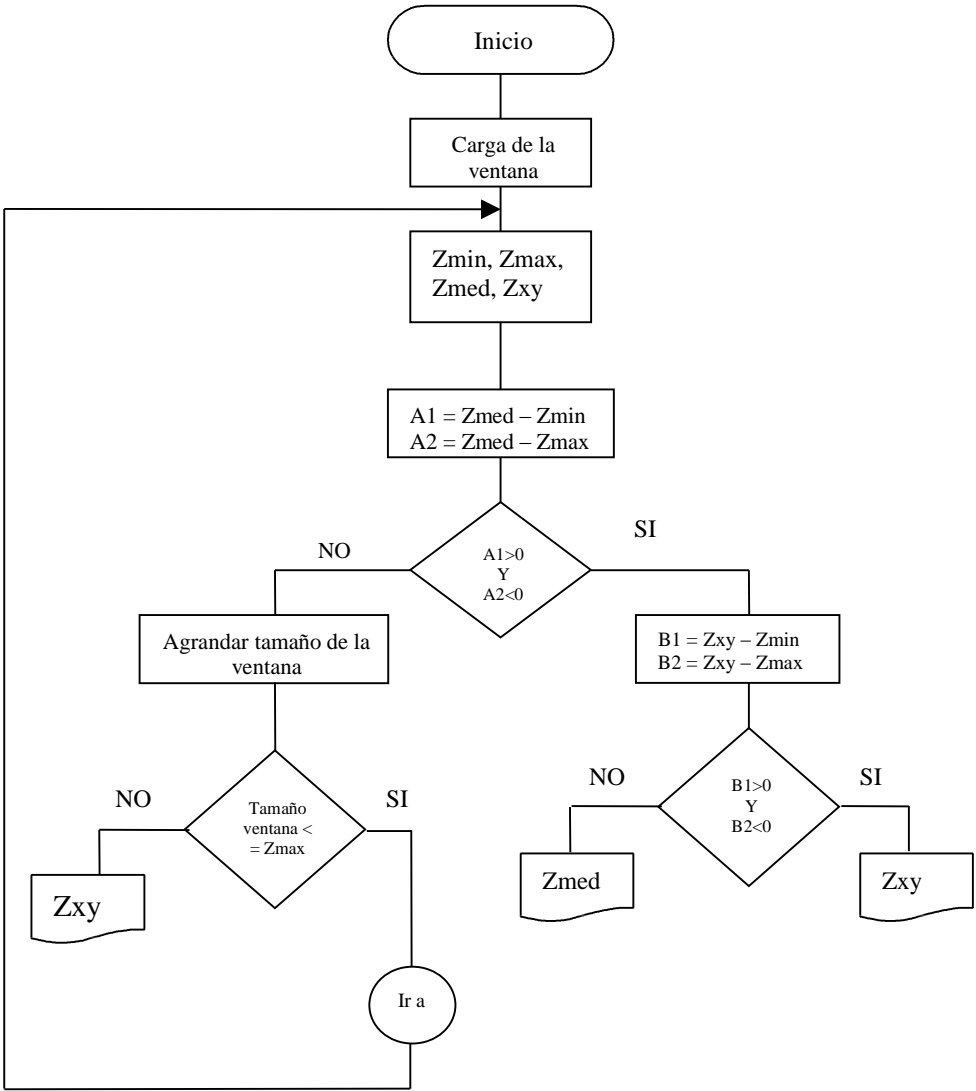 Inicio
Carga de la
ventana
Zmin, Zmax,
Zmed, Zxy
A1 = Zmed – Zmin
A2 = Zmed – Zmax
NO
SI
A1>0
Y
A2<0
Agrandar tamaño de la
ventana
B1 = Zxy – Zmin
B2 = Zxy – Zmax
NO
SI
Tamaño
ventana <
= Zmax
NO
SI
B1>0
Y
B2<0
Zxy
Zmed
Zxy
Ir a